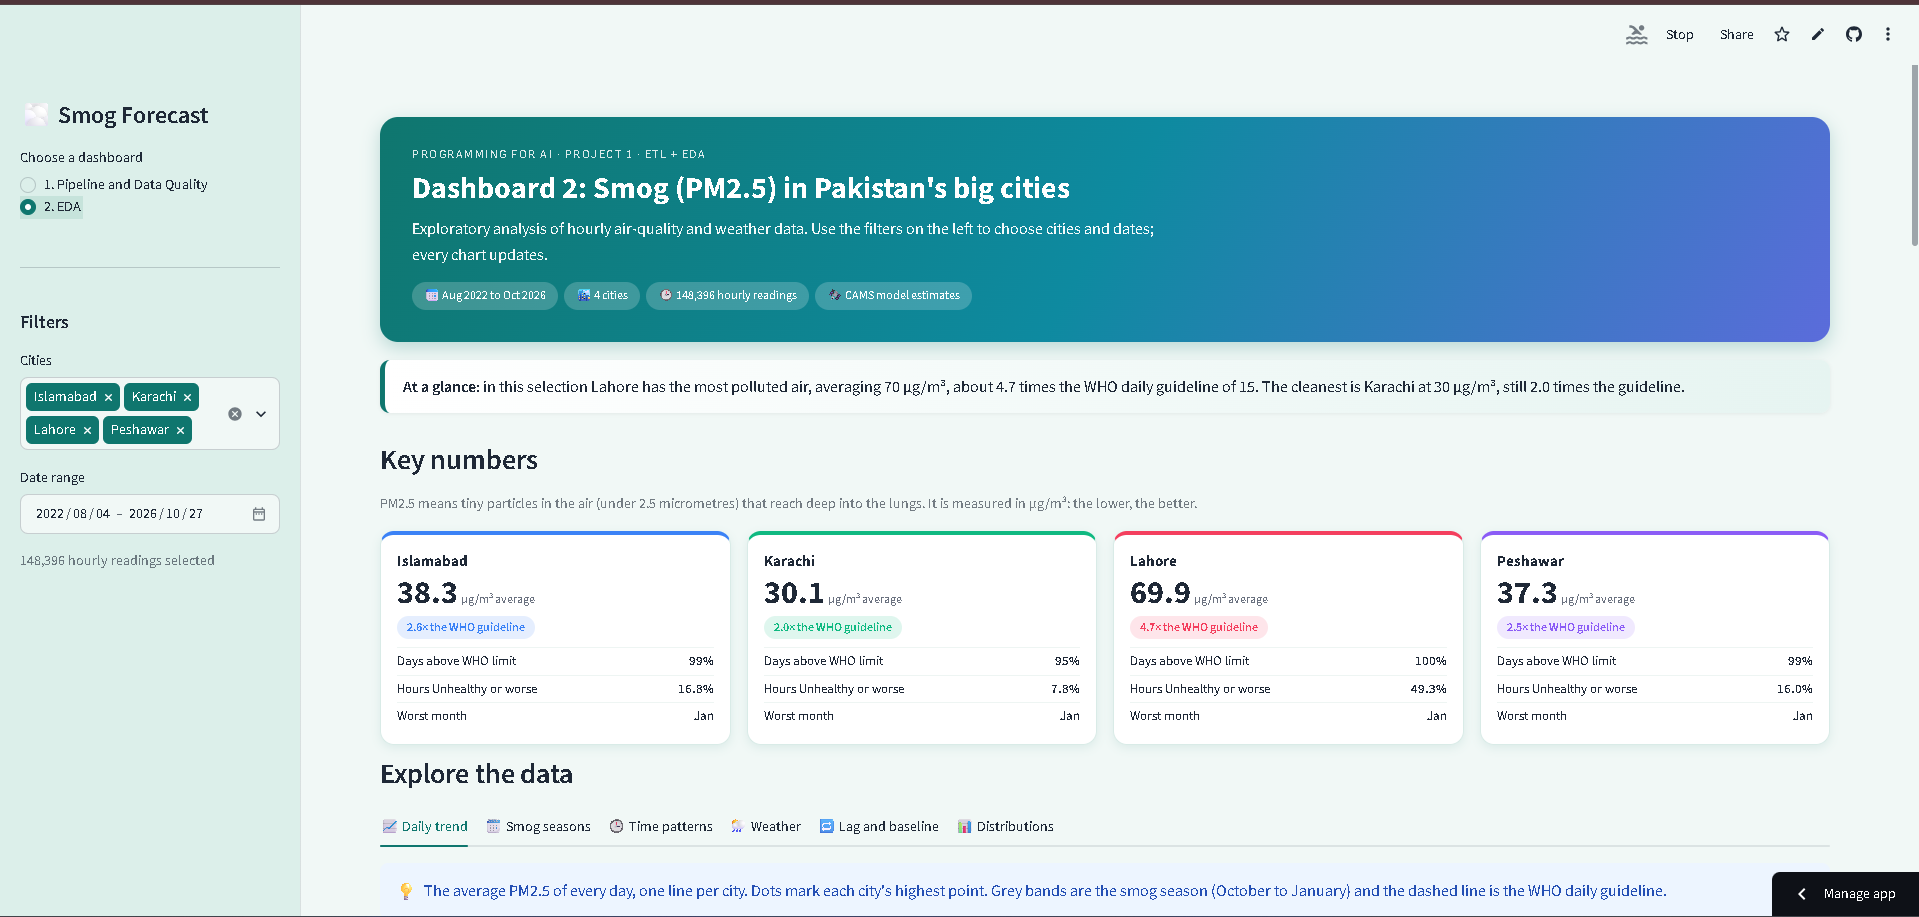 Stop
Share
Smog Forecast
Choose a dashboard
1. Pipeline and Data Quality
2. EDA
Filters
Cities
Islamabad ×
Karachi ×
Lahore ×
Peshawar ×
Date range
2022 / 08 / 04 – 2026 / 10 / 27
148,396 hourly readings selected
PROGRAMMING FOR AI · PROJECT 1 · ETL + EDA
Dashboard 2: Smog (PM2.5) in Pakistan's big cities
Exploratory analysis of hourly air-quality and weather data. Use the filters on the left to choose cities and dates;
every chart updates.
Aug 2022 to Oct 2026
4 cities
148,396 hourly readings
CAMS model estimates
At a glance: in this selection Lahore has the most polluted air, averaging 70 µg/m³, about 4.7 times the WHO daily guideline of 15. The cleanest is Karachi at 30 µg/m³, still 2.0 times the guideline.
Key numbers
PM2.5 means tiny particles in the air (under 2.5 micrometres) that reach deep into the lungs. It is measured in µg/m³: the lower, the better.
Islamabad
38.3 µg/m³ average
2.6× the WHO guideline
Days above WHO limit 99%
Hours Unhealthy or worse 16.8%
Worst month Jan
Karachi
30.1 µg/m³ average
2.0× the WHO guideline
Days above WHO limit 95%
Hours Unhealthy or worse 7.8%
Worst month Jan
Lahore
69.9 µg/m³ average
4.7× the WHO guideline
Days above WHO limit 100%
Hours Unhealthy or worse 49.3%
Worst month Jan
Peshawar
37.3 µg/m³ average
2.5× the WHO guideline
Days above WHO limit 99%
Hours Unhealthy or worse 16.0%
Worst month Jan
Explore the data
Daily trend
Smog seasons
Time patterns
Weather
Lag and baseline
Distributions
The average PM2.5 of every day, one line per city. Dots mark each city's highest point. Grey bands are the smog season (October to January) and the dashed line is the WHO daily guideline.
Manage app